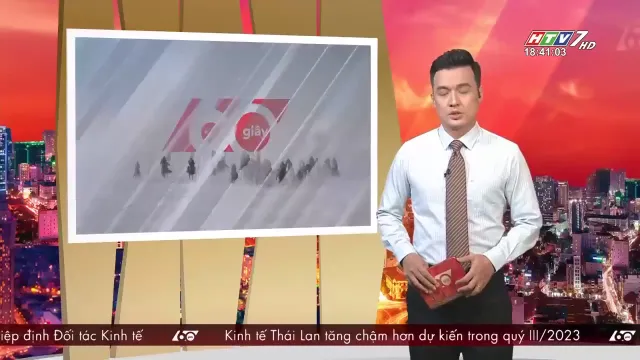 HTV7 HD
18:41:03
60
giây
iệp định Đối tác Kinh tế 60 Kinh tế Thái Lan tăng chậm hơn dự kiến trong quý III/2023